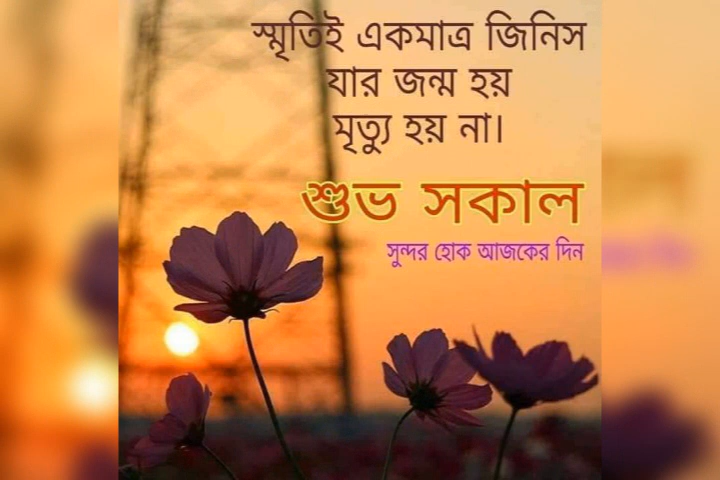 স্মৃতিই একমাত্র জিনিস
যার জন্ম হয়
মৃত্যু হয় না।
শুভ সকাল
সুন্দর হোক আজকের দিন